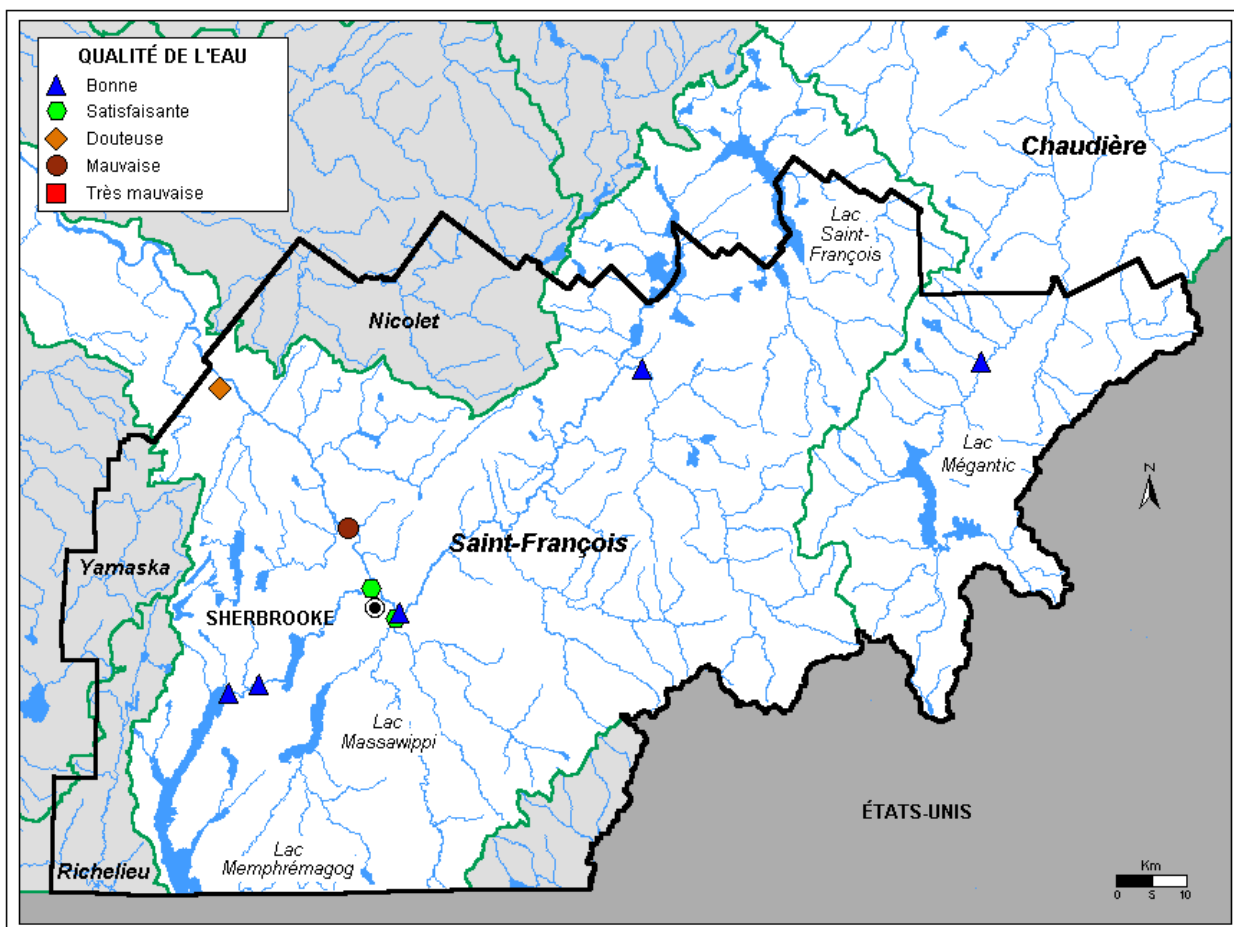 QUALITÉ DE L'EAU
Bonne
Satisfaisante
Douteuse
Mauvaise
Très mauvaise
Chaudière
Lac
Saint-
François
Nicolet
Lac
Mégantic
N
Saint-François
Yamaska
SHERBROOKE
Lac
Massawippi
ÉTATS-UNIS
Lac
Memphrémagog
Richelieu
Km
0 5 10